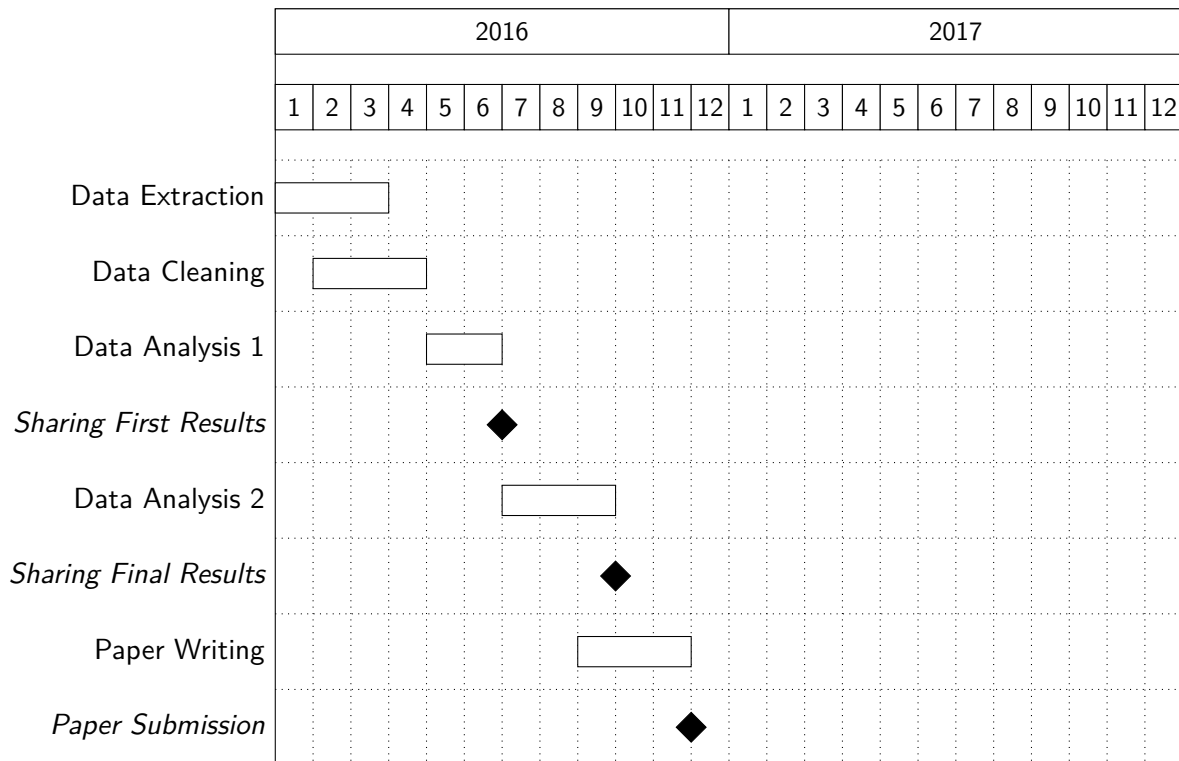 2016 2017
1 2 3 4 5 6 7 8 9 10 11 12 1 2 3 4 5 6 7 8 9 10 11 12
Data Extraction
Data Cleaning
Data Analysis 1
Sharing First Results
Data Analysis 2
Sharing Final Results
Paper Writing
Paper Submission